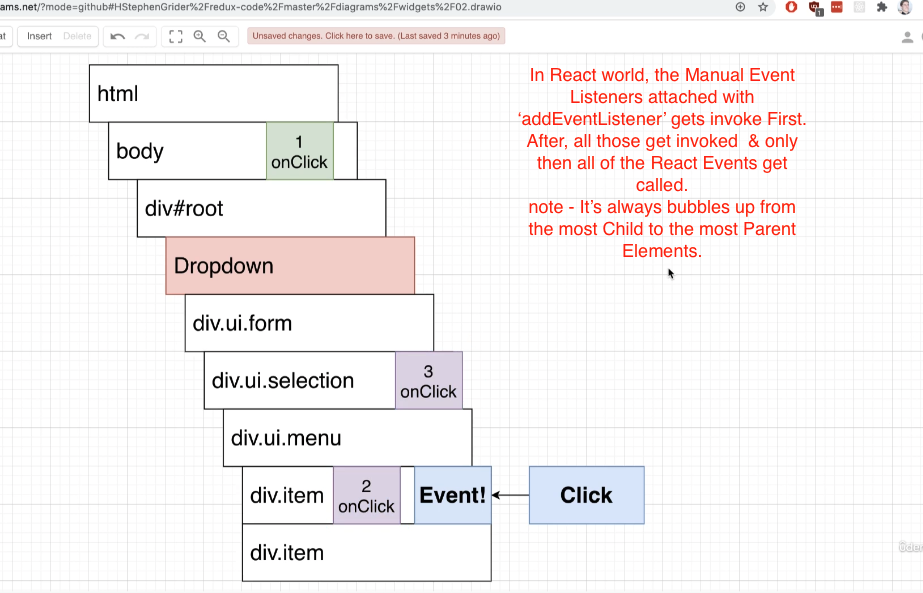 ams.net/?mode=github#HStephenGrider%2Fredux-code%2Fmaster%2Fdiagrams%2Fwidgets%2F02.drawio
at Insert Delete Unsaved changes. Click here to save. (Last saved 3 minutes ago)
html
body
1
onClick
div#root
Dropdown
div.ui.form
div.ui.selection
3
onClick
div.ui.menu
div.item
2
onClick
Event!
Click
div.item
In React world, the Manual Event
Listeners attached with
‘addEventListener’ gets invoke First.
After, all those get invoked & only
then all of the React Events get
called.
note - It’s always bubbles up from
the most Child to the most Parent
Elements.